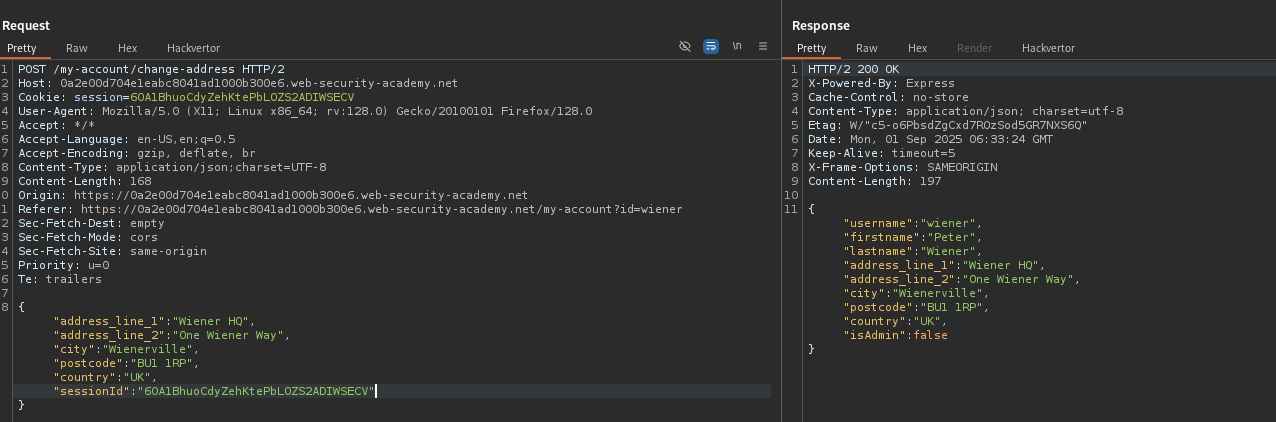 Request
Pretty Raw Hex Hackvertor \n
1 POST /my-account/change-address HTTP/2
2 Host: 0a2e00d704e1eabc8041ad1000b300e6.web-security-academy.net
3 Cookie: session=6OA1BhuoCdyZehKtePbLOZS2ADIWSECV
4 User-Agent: Mozilla/5.0 (X11; Linux x86_64; rv:128.0) Gecko/20100101 Firefox/128.0
5 Accept: */*
6 Accept-Language: en-US,en;q=0.5
7 Accept-Encoding: gzip, deflate, br
8 Content-Type: application/json;charset=UTF-8
9 Content-Length: 168
0 Origin: https://0a2e00d704e1eabc8041ad1000b300e6.web-security-academy.net
1 Referer: https://0a2e00d704e1eabc8041ad1000b300e6.web-security-academy.net/my-account?id=wiener
2 Sec-Fetch-Dest: empty
3 Sec-Fetch-Mode: cors
4 Sec-Fetch-Site: same-origin
5 Priority: u=0
6 Te: trailers
7
8 {
"address_line_1":"Wiener HQ",
"address_line_2":"One Wiener Way",
"city":"Wienerville",
"postcode":"BU1 1RP",
"country":"UK",
"sessionId":"6OA1BhuoCdyZehKtePbLOZS2ADIWSECV"
}
Response
Pretty Raw Hex Render Hackvertor
1 HTTP/2 200 OK
2 X-Powered-By: Express
3 Cache-Control: no-store
4 Content-Type: application/json; charset=utf-8
5 Etag: W/"c5-o6PbsdZgCxd7ROzSod5GR7NXS6Q"
6 Date: Mon, 01 Sep 2025 06:33:24 GMT
7 Keep-Alive: timeout=5
8 X-Frame-Options: SAMEORIGIN
9 Content-Length: 197
10
11 {
"username":"wiener",
"firstname":"Peter",
"lastname":"Wiener",
"address_line_1":"Wiener HQ",
"address_line_2":"One Wiener Way",
"city":"Wienerville",
"postcode":"BU1 1RP",
"country":"UK",
"isAdmin":false
}